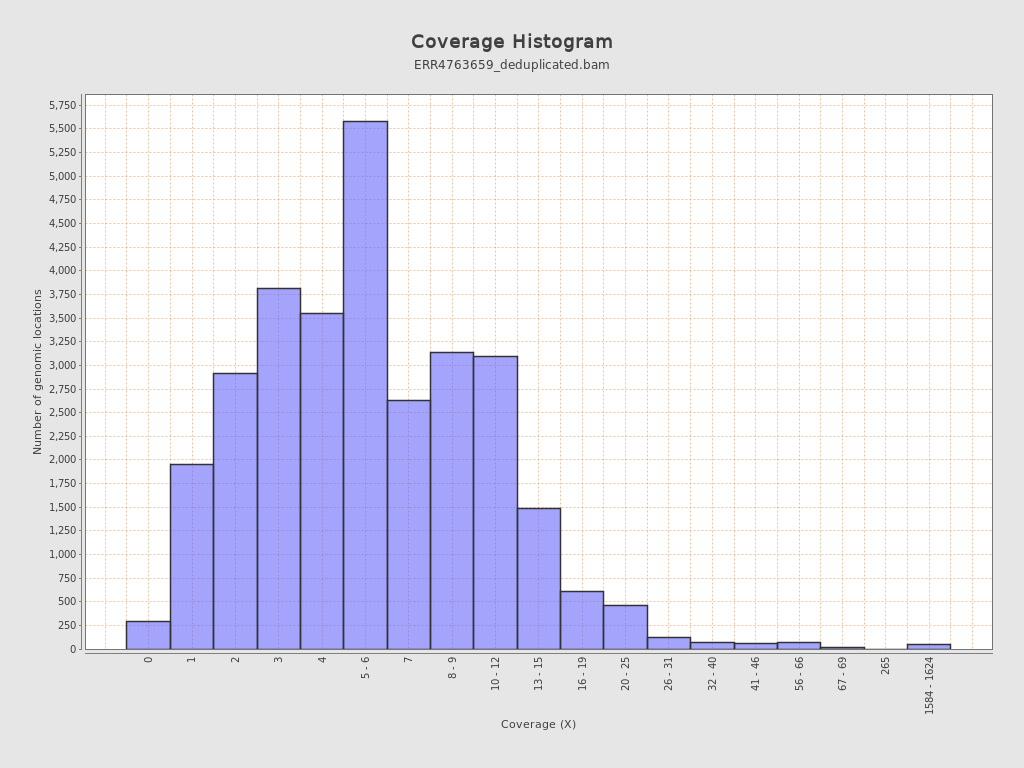 Coverage Histogram
ERR4763659_deduplicated.bam
5,750
5,500
5,250
5,000
4,750
4,500
4,250
4,000
3,750
3,500
3,250
3,000
2,750
2,500
2,250
2,000
1,750
1,500
1,250
1,000
750
500
250
0
Number of genomic locations
0
1
2
3
4
5 - 6
7
8 - 9
10 - 12
13 - 15
16 - 19
20 - 25
26 - 31
32 - 40
41 - 46
56 - 66
67 - 69
265
1584 - 1624
Coverage (X)